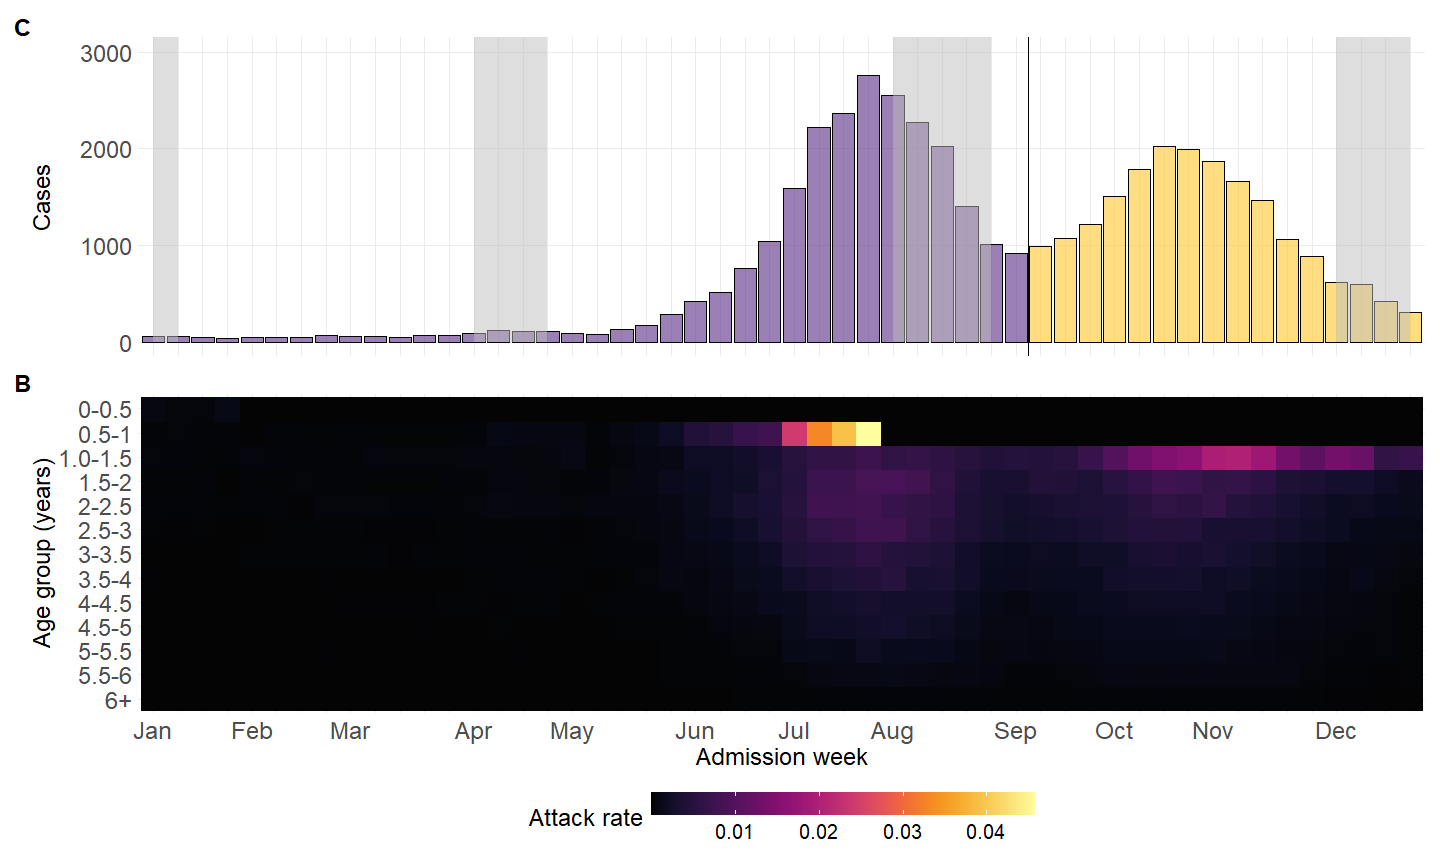 C
3000
2000
1000
0
Cases
B
0-0.5
0.5-1
1.0-1.5
1.5-2
2-2.5
2.5-3
3-3.5
3.5-4
4-4.5
4.5-5
5-5.5
5.5-6
6+
Age group (years)
Jan Feb Mar Apr May Jun Jul Aug Sep Oct Nov Dec
Admission week
Attack rate
0.01 0.02 0.03 0.04